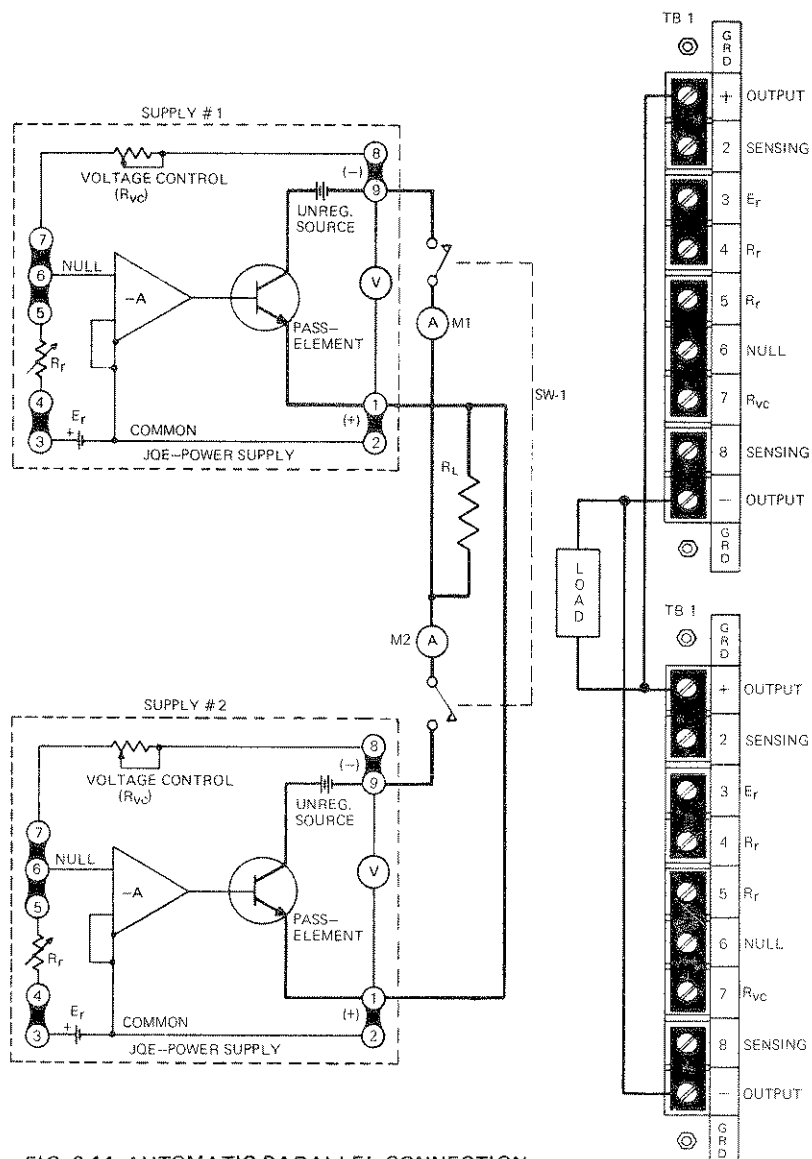 SUPPLY #1
8
(–)
VOLTAGE CONTROL
(Rvc)
9
UNREG.
SOURCE
7
6
NULL
5
–A
V
PASS–
ELEMENT
Rr
4
1
Er
(+)
+
COMMON
3
2
JQE–POWER SUPPLY
A M1
SW-1
RL
M2 A
SUPPLY #2
8
(–)
VOLTAGE CONTROL
(Rvc)
9
UNREG.
SOURCE
7
6
NULL
5
–A
V
PASS–
ELEMENT
Rr
4
1
Er
(+)
+
COMMON
3
2
JQE–POWER SUPPLY
TB 1
GRD
+ OUTPUT
2 SENSING
3 Er
4 Rr
5 Rr
6 NULL
7 Rvc
8 SENSING
– OUTPUT
GRD
LOAD
TB 1
GRD
+ OUTPUT
2 SENSING
3 Er
4 Rr
5 Rr
6 NULL
7 Rvc
8 SENSING
– OUTPUT
GRD
PARALLEL CONNECTION